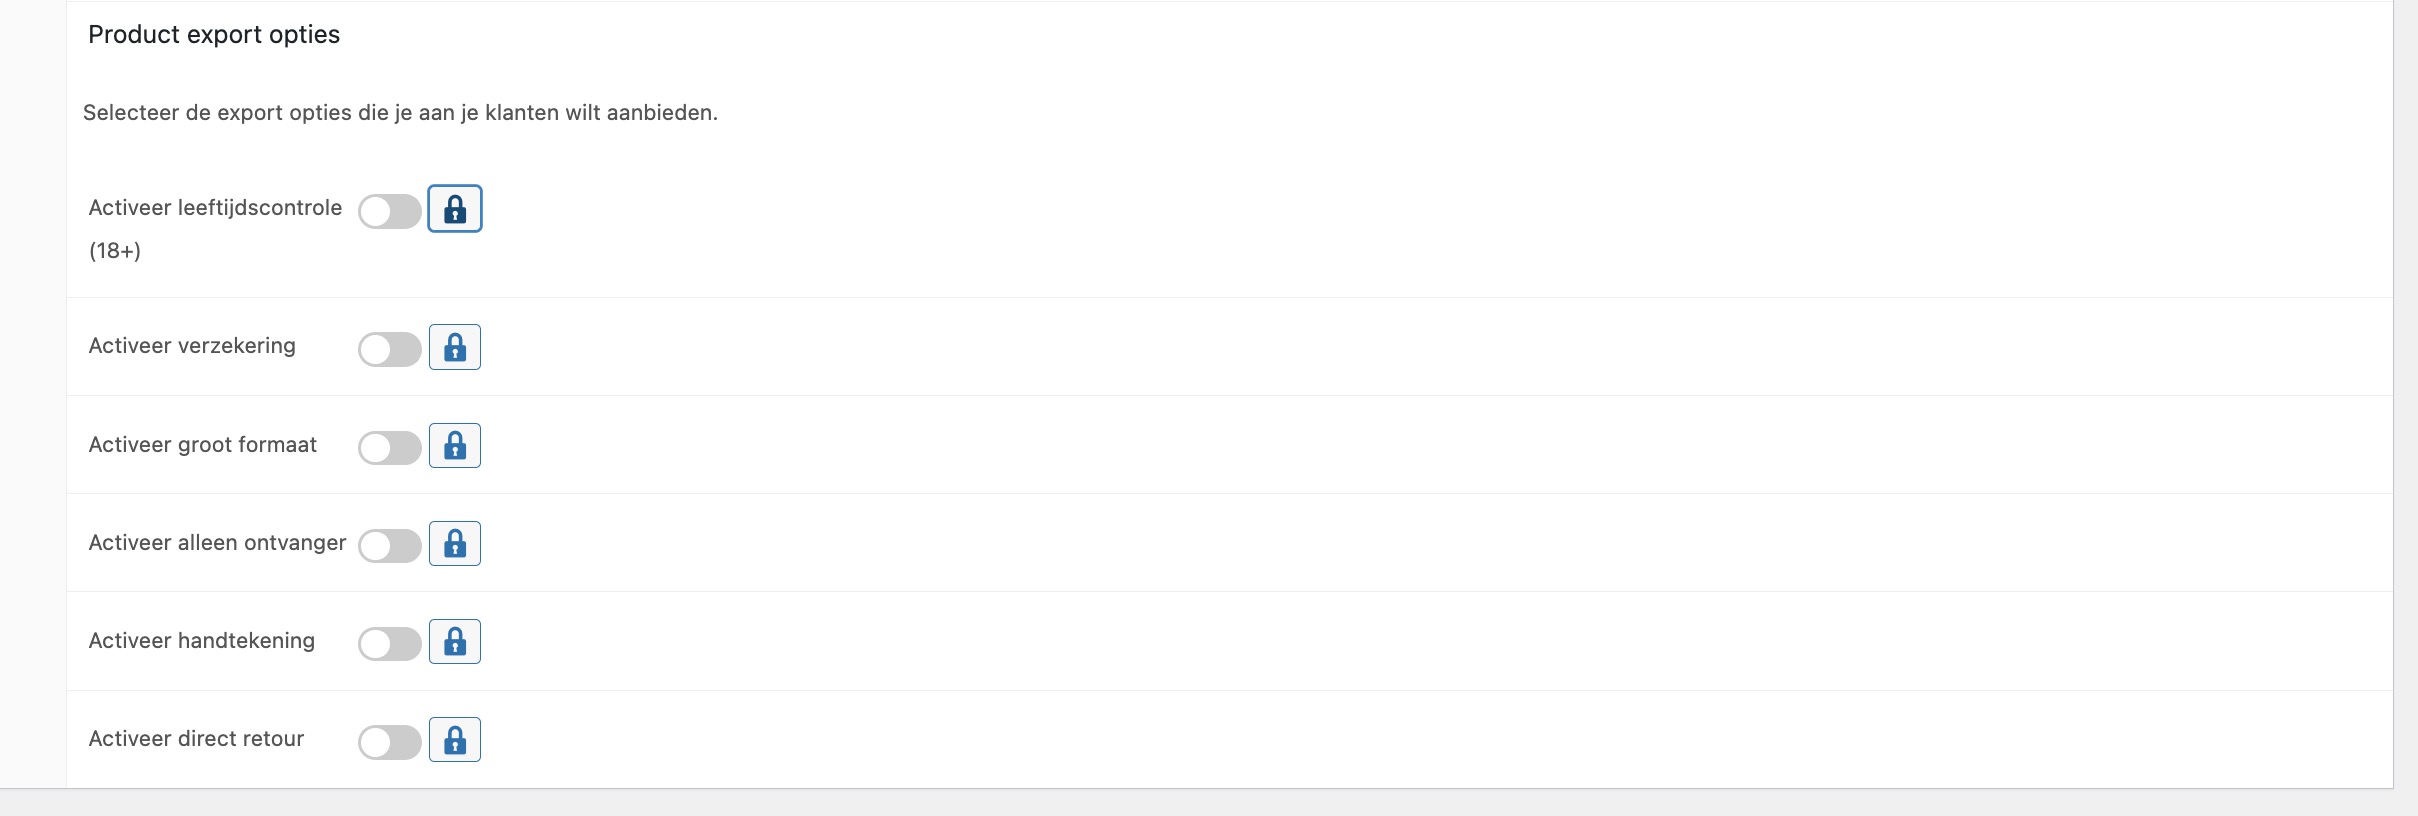 Product export opties
Selecteer de export opties die je aan je klanten wilt aanbieden.
Activeer leeftijdscontrole
(18+)
Activeer verzekering
Activeer groot formaat
Activeer alleen ontvanger
Activeer handtekening
Activeer direct retour